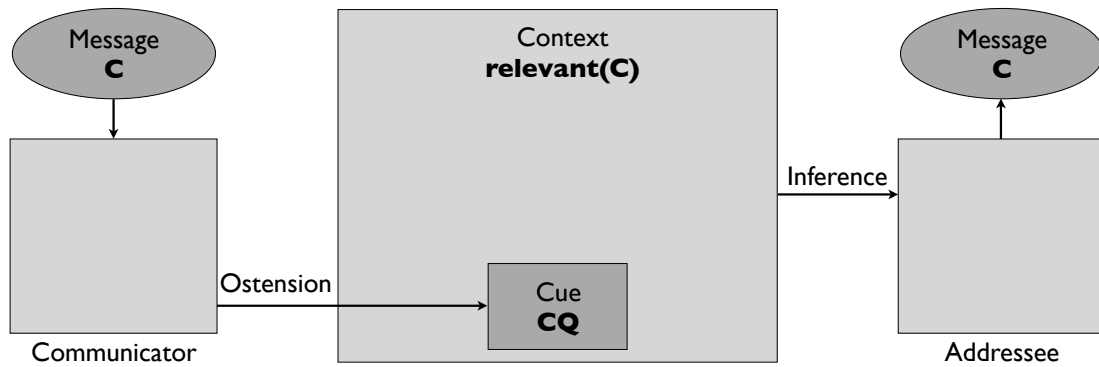 Message
C
Context
relevant(C)
Message
C
Inference
Ostension
Cue
CQ
Communicator
Addressee